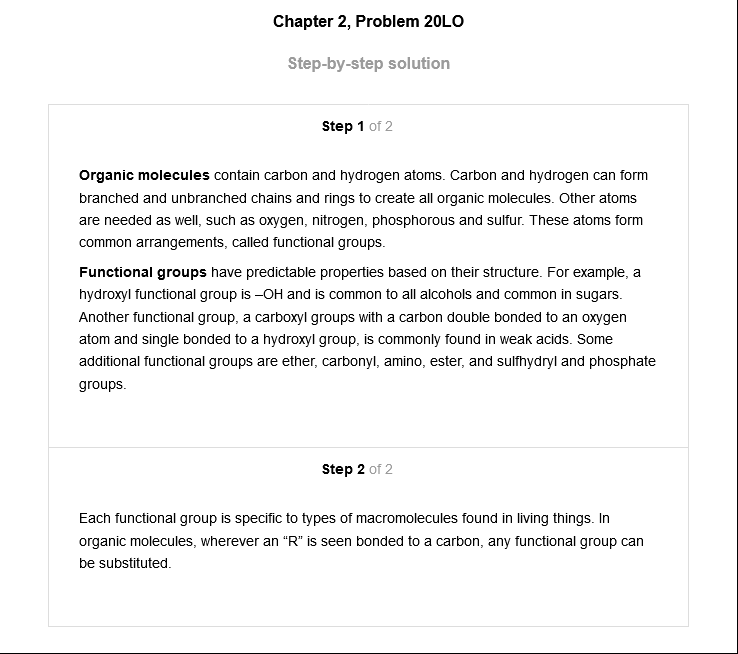 Chapter 2, Problem 20LO
Step-by-step solution
Step 1 of 2
Organic molecules contain carbon and hydrogen atoms. Carbon and hydrogen can form
branched and unbranched chains and rings to create all organic molecules. Other atoms
are needed as well, such as oxygen, nitrogen, phosphorous and sulfur. These atoms form
common arrangements, called functional groups.
Functional groups have predictable properties based on their structure. For example, a
hydroxyl functional group is –OH and is common to all alcohols and common in sugars.
Another functional group, a carboxyl groups with a carbon double bonded to an oxygen
atom and single bonded to a hydroxyl group, is commonly found in weak acids. Some
additional functional groups are ether, carbonyl, amino, ester, and sulfhydryl and phosphate
groups.
Step 2 of 2
Each functional group is specific to types of macromolecules found in living things. In
organic molecules, wherever an “R” is seen bonded to a carbon, any functional group can
be substituted.